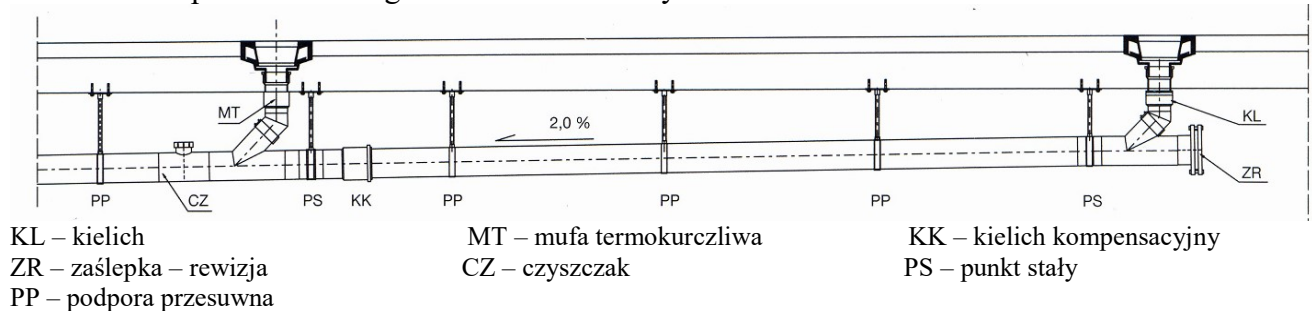 MT
2,0 %
KL
ZR
PP CZ PS KK PP PP PP PS
KL – kielich MT – mufa termokurczliwa KK – kielich kompensacyjny
ZR – zaślepka – rewizja CZ – czyszczak PS – punkt stały
PP – podpora przesuwna